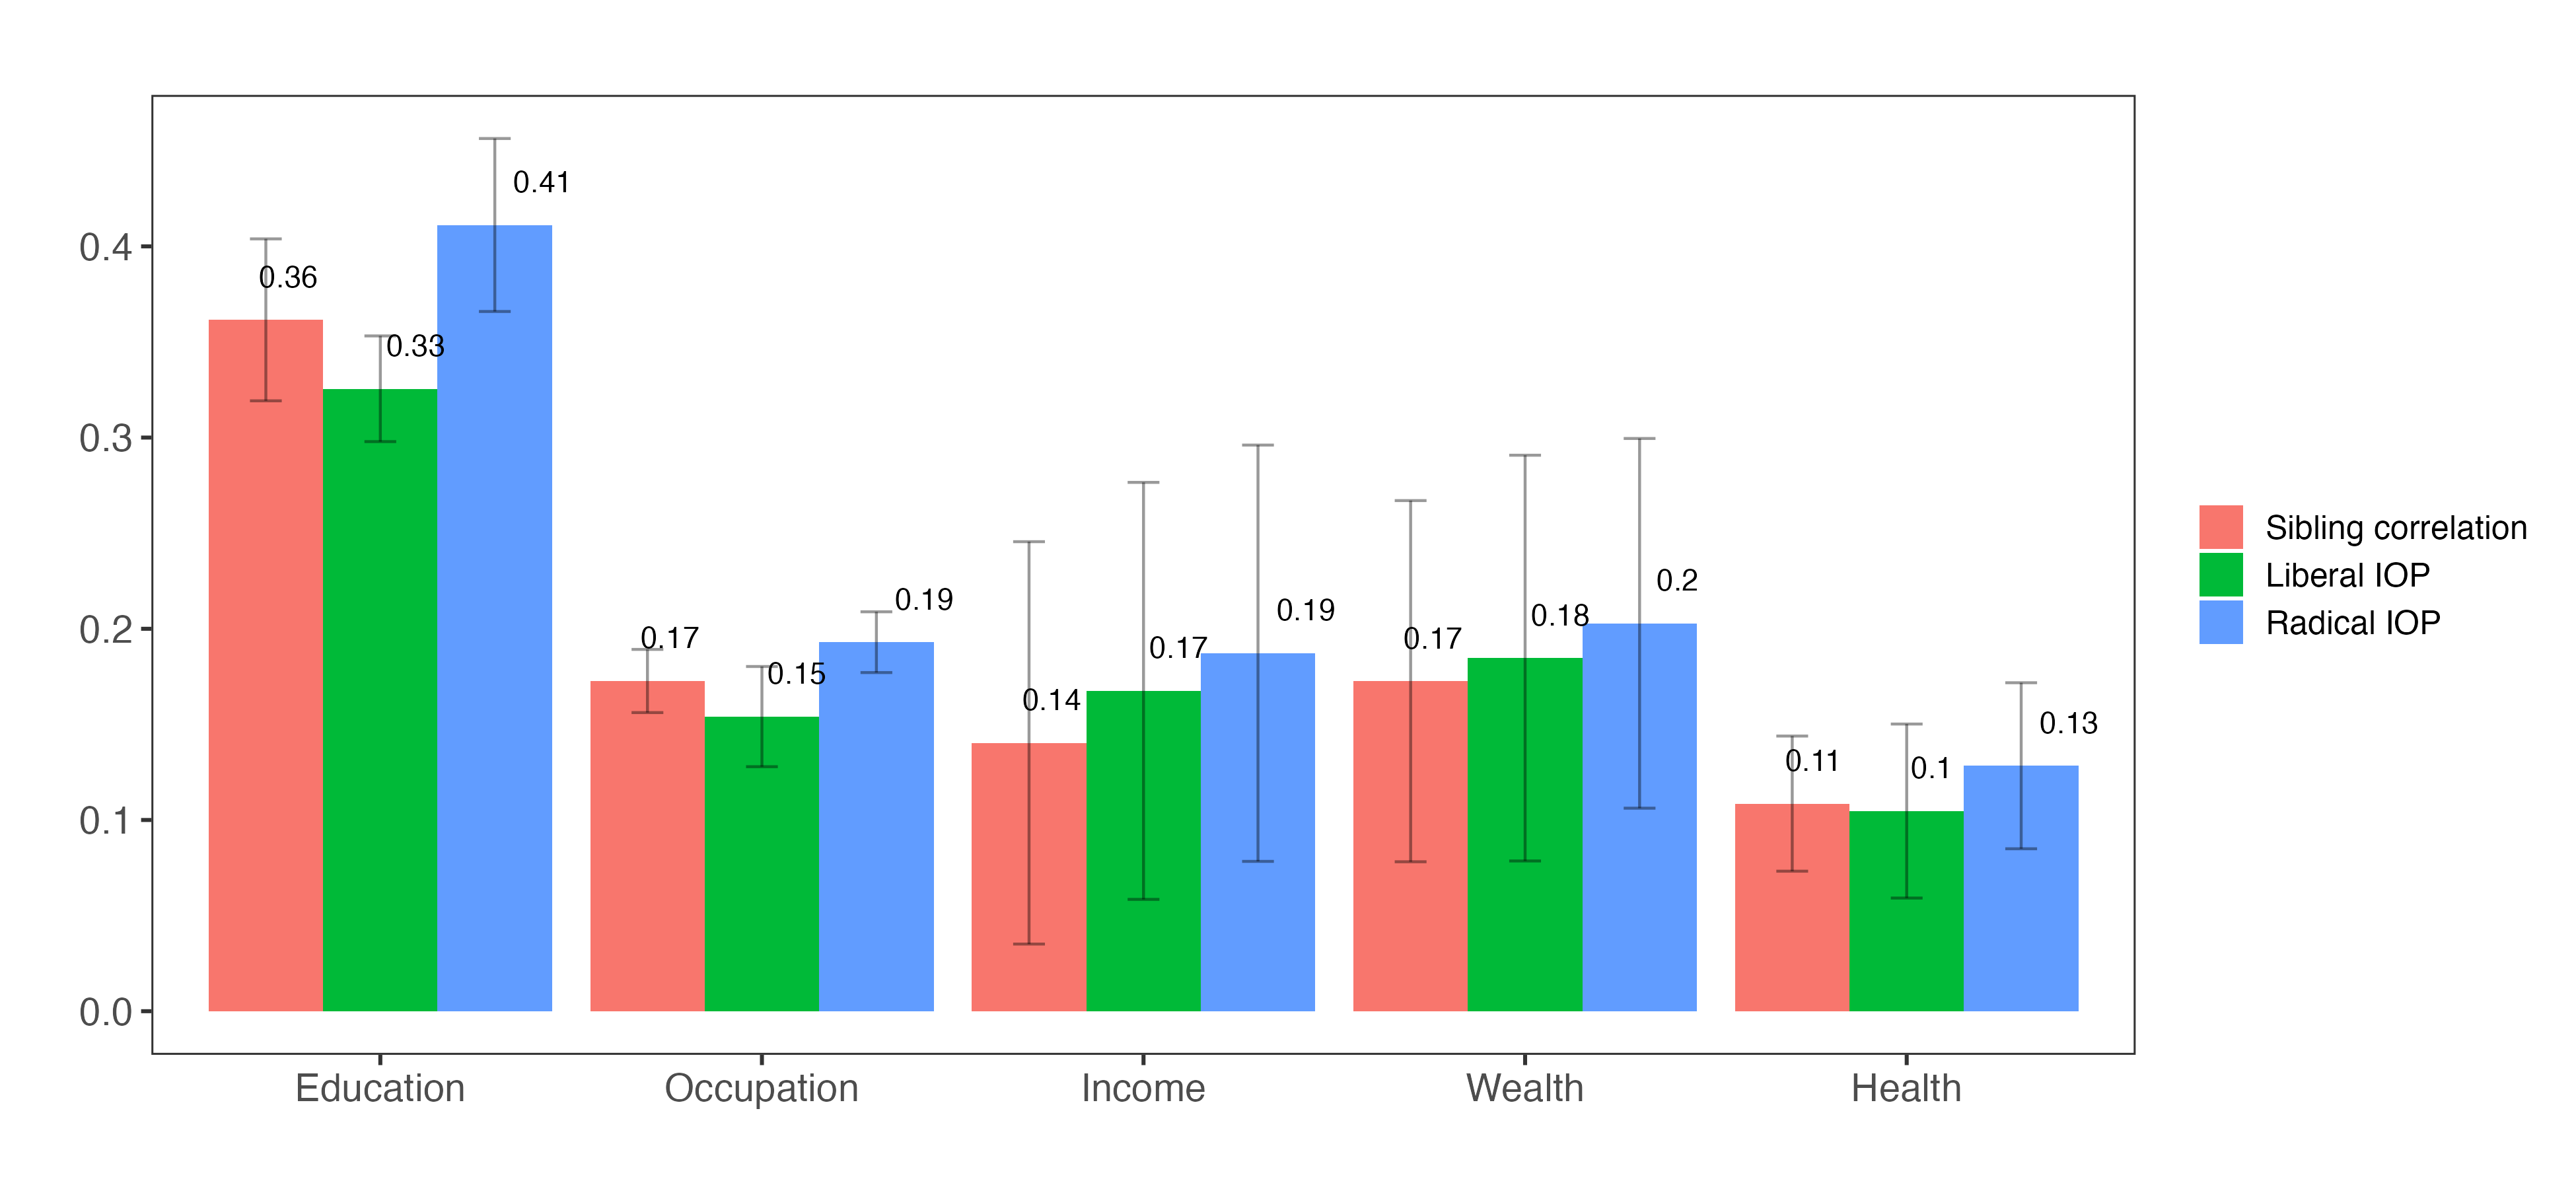 0.4
0.3
0.2
0.1
0.0
0.36
0.33
0.41
0.17
0.15
0.19
0.14
0.17
0.19
0.17
0.18
0.2
0.11
0.1
0.13
Education
Occupation
Income
Wealth
Health
Sibling correlation
Liberal IOP
Radical IOP